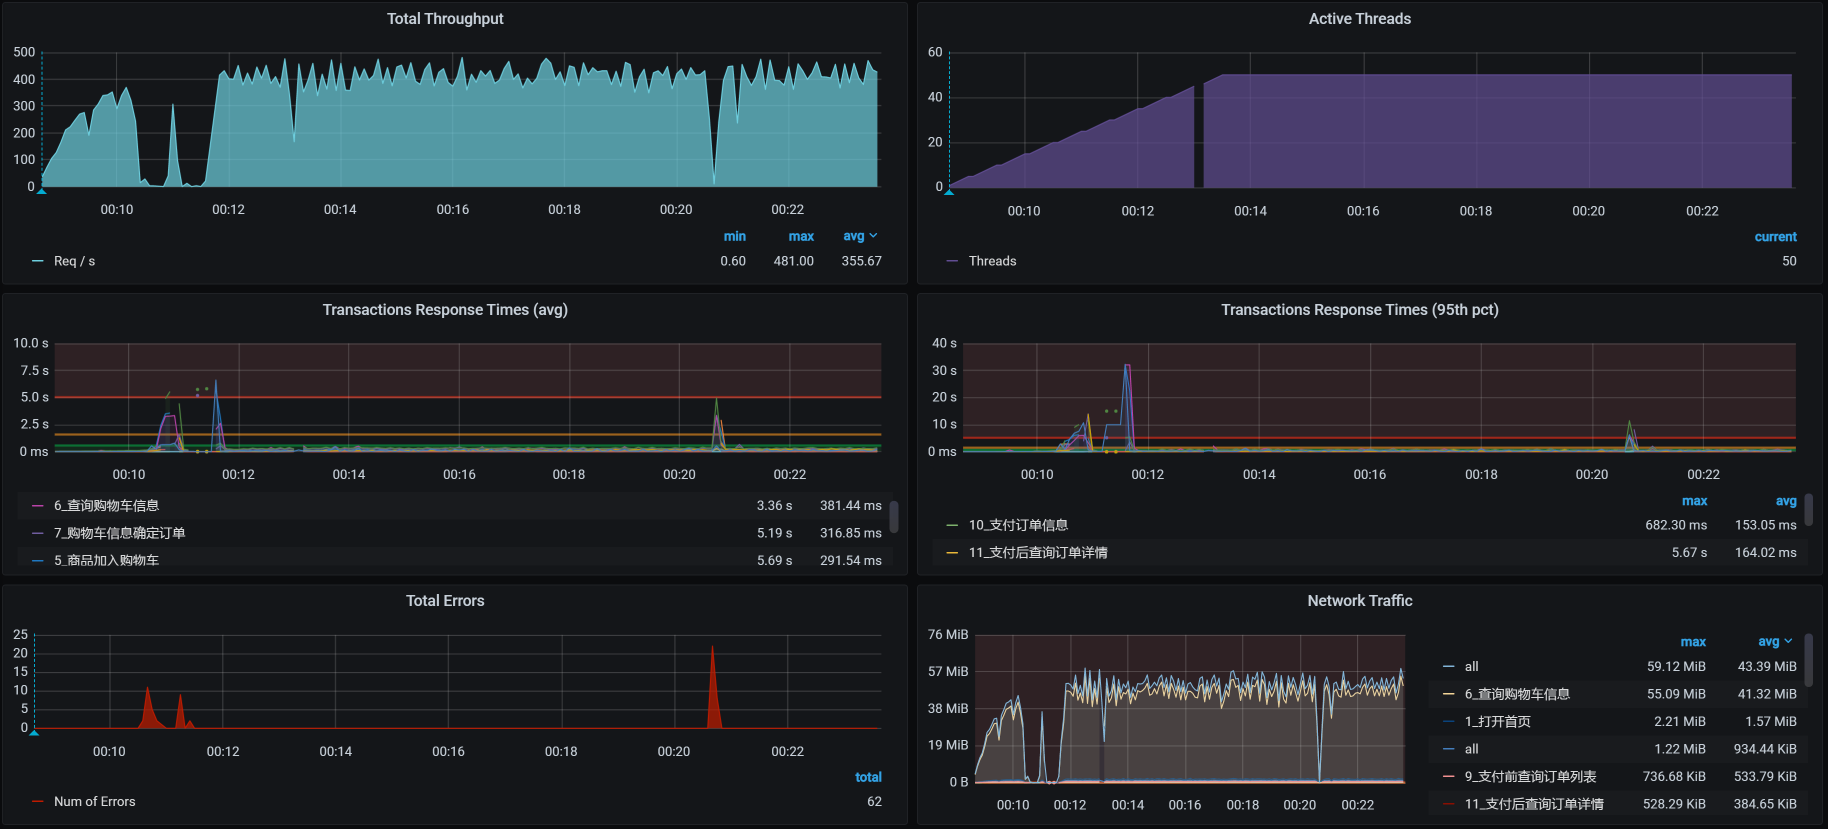 Total Throughput
500
400
300
200
100
0
00:10 00:12 00:14 00:16 00:18 00:20 00:22
min max avg
Req / s 0.60 481.00 355.67
Active Threads
60
40
20
0
00:10 00:12 00:14 00:16 00:18 00:20 00:22
current
Threads 50
Transactions Response Times (avg)
10.0 s
7.5 s
5.0 s
2.5 s
0 ms
00:10 00:12 00:14 00:16 00:18 00:20 00:22
6_查询购物车信息 3.36 s 381.44 ms
7_购物车信息确定订单 5.19 s 316.85 ms
5_商品加入购物车 5.69 s 291.54 ms
Transactions Response Times (95th pct)
40 s
30 s
20 s
10 s
0 ms
00:10 00:12 00:14 00:16 00:18 00:20 00:22
max avg
10_支付订单信息 682.30 ms 153.05 ms
11_支付后查询订单详情 5.67 s 164.02 ms
Total Errors
25
20
15
10
5
0
00:10 00:12 00:14 00:16 00:18 00:20 00:22
total
Num of Errors 62
Network Traffic
76 MiB
57 MiB
38 MiB
19 MiB
0 B
00:10 00:12 00:14 00:16 00:18 00:20 00:22
max avg
all 59.12 MiB 43.39 MiB
6_查询购物车信息 55.09 MiB 41.32 MiB
1_打开首页 2.21 MiB 1.57 MiB
all 1.22 MiB 934.44 KiB
9_支付前查询订单列表 736.68 KiB 533.79 KiB
11_支付后查询订单详情 528.29 KiB 384.65 KiB